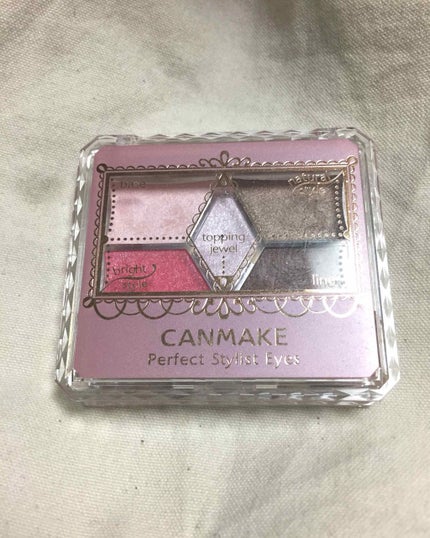 base
natural
style
topping
jewel
bright
style
liner
CANMAKE
Perfect Stylist Eyes